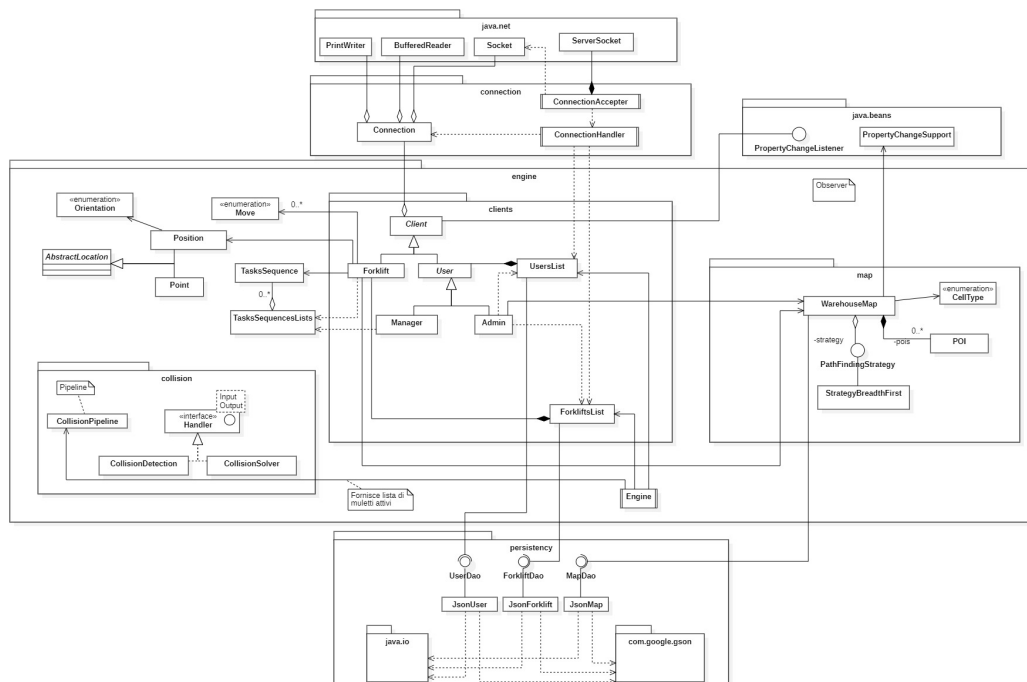 java.net
PrintWriter
BufferedReader
Socket
ServerSocket
connection
ConnectionAccepter
Connection
ConnectionHandler
java.beans
PropertyChangeListener
PropertyChangeSupport
engine
Observer
«enumeration»
Orientation
«enumeration»
Move
0..*
clients
Client
Position
AbstractLocation
Point
TasksSequence
0..*
TasksSequencesLists
Forklift
User
UsersList
Manager
Admin
ForkliftsList
map
WarehouseMap
«enumeration»
CellType
-strategy
0..*
-pois
POI
PathFindingStrategy
StrategyBreadthFirst
collision
Pipeline
CollisionPipeline
Input
Output
«interface»
Handler
CollisionDetection
CollisionSolver
Fornisce lista di
muletti attivi
Engine
persistency
UserDao
ForkliftDao
MapDao
JsonUser
JsonForklift
JsonMap
java.io
com.google.gson